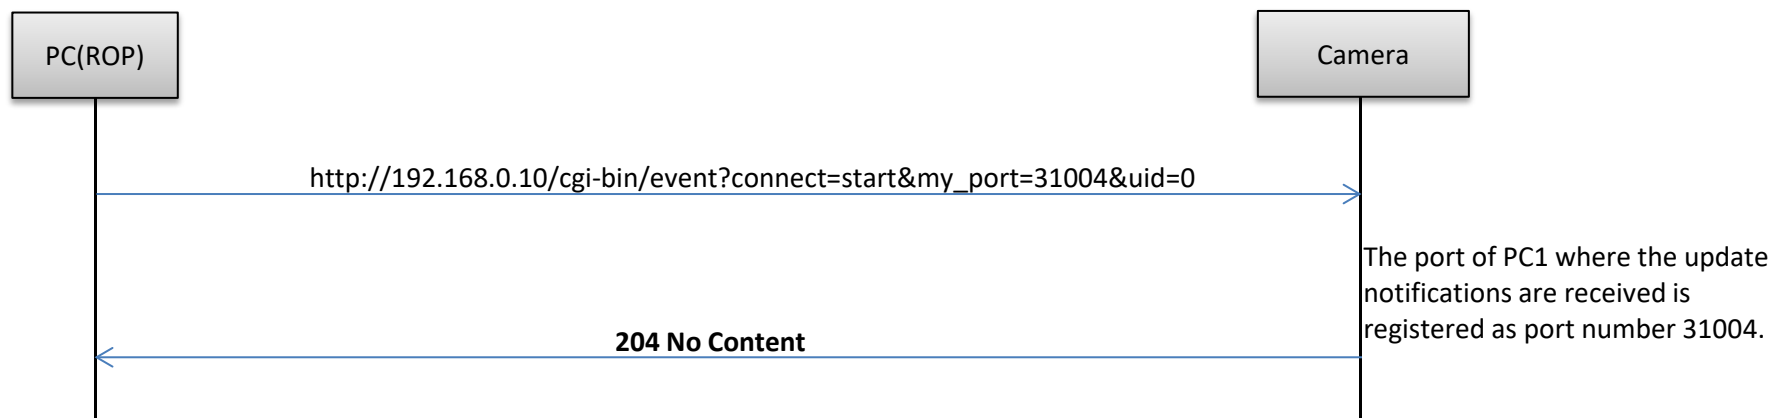 PC(ROP)
Camera
http://192.168.0.10/cgi-bin/event?connect=start&my_port=31004&uid=0
The port of PC1 where the update
notifications are received is
registered as port number 31004.
204 No Content